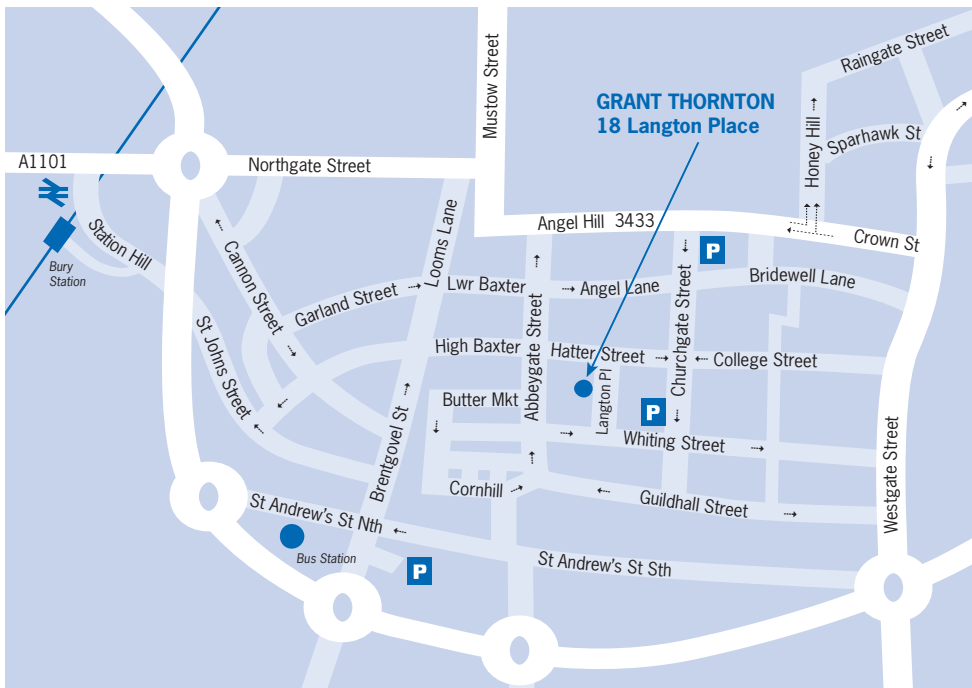 Mustow Street
Raingate Street
GRANT THORNTON
18 Langton Place
Honey Hill
Sparhawk St
A1101
Northgate Street
Angel Hill 3433
Crown St
Station Hill
Bury
Station
Cannon Street
Looms Lane
P
Bridewell Lane
Garland Street
Lwr Baxter
Angel Lane
Abbeygate Street
Churchgate Street
St Johns Street
High Baxter
Hatter Street
College Street
Langton Pl
Butter Mkt
P
Brentgovel St
Whiting Street
Westgate Street
Cornhill
Guildhall Street
St Andrew's St Nth
Bus Station
P
St Andrew's St Sth